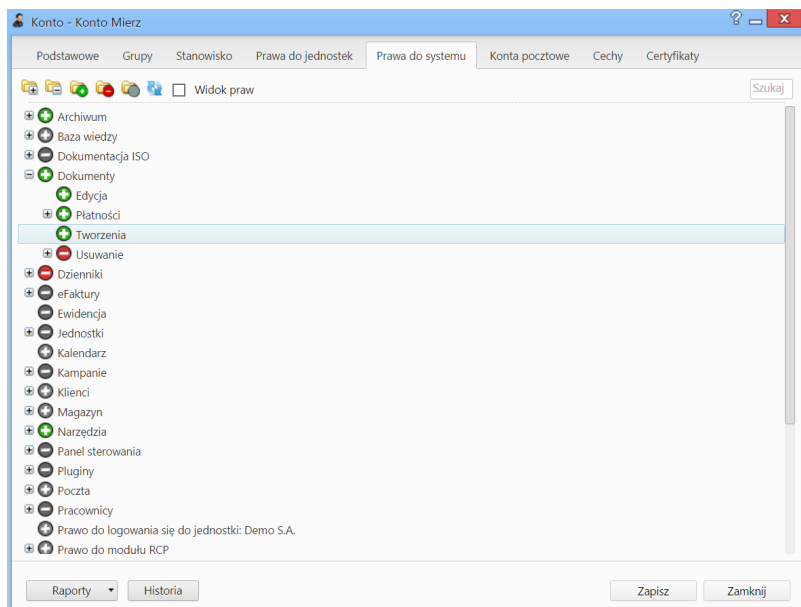 Konto - Konto Mierz
Podstawowe Grupy Stanowisko Prawa do jednostek Prawa do systemu Konta pocztowe Cechy Certyfikaty
Widok praw Szukaj
Archiwum
Baza wiedzy
Dokumentacja ISO
Dokumenty
Edycja
Płatności
Tworzenia
Usuwanie
Dzienniki
eFaktury
Ewidencja
Jednostki
Kalendarz
Kampanie
Klienci
Magazyn
Narzędzia
Panel sterowania
Pluginy
Poczta
Pracownicy
Prawo do logowania się do jednostki: Demo S.A.
Prawo do modułu RCP
Raporty Historia Zapisz Zamknij